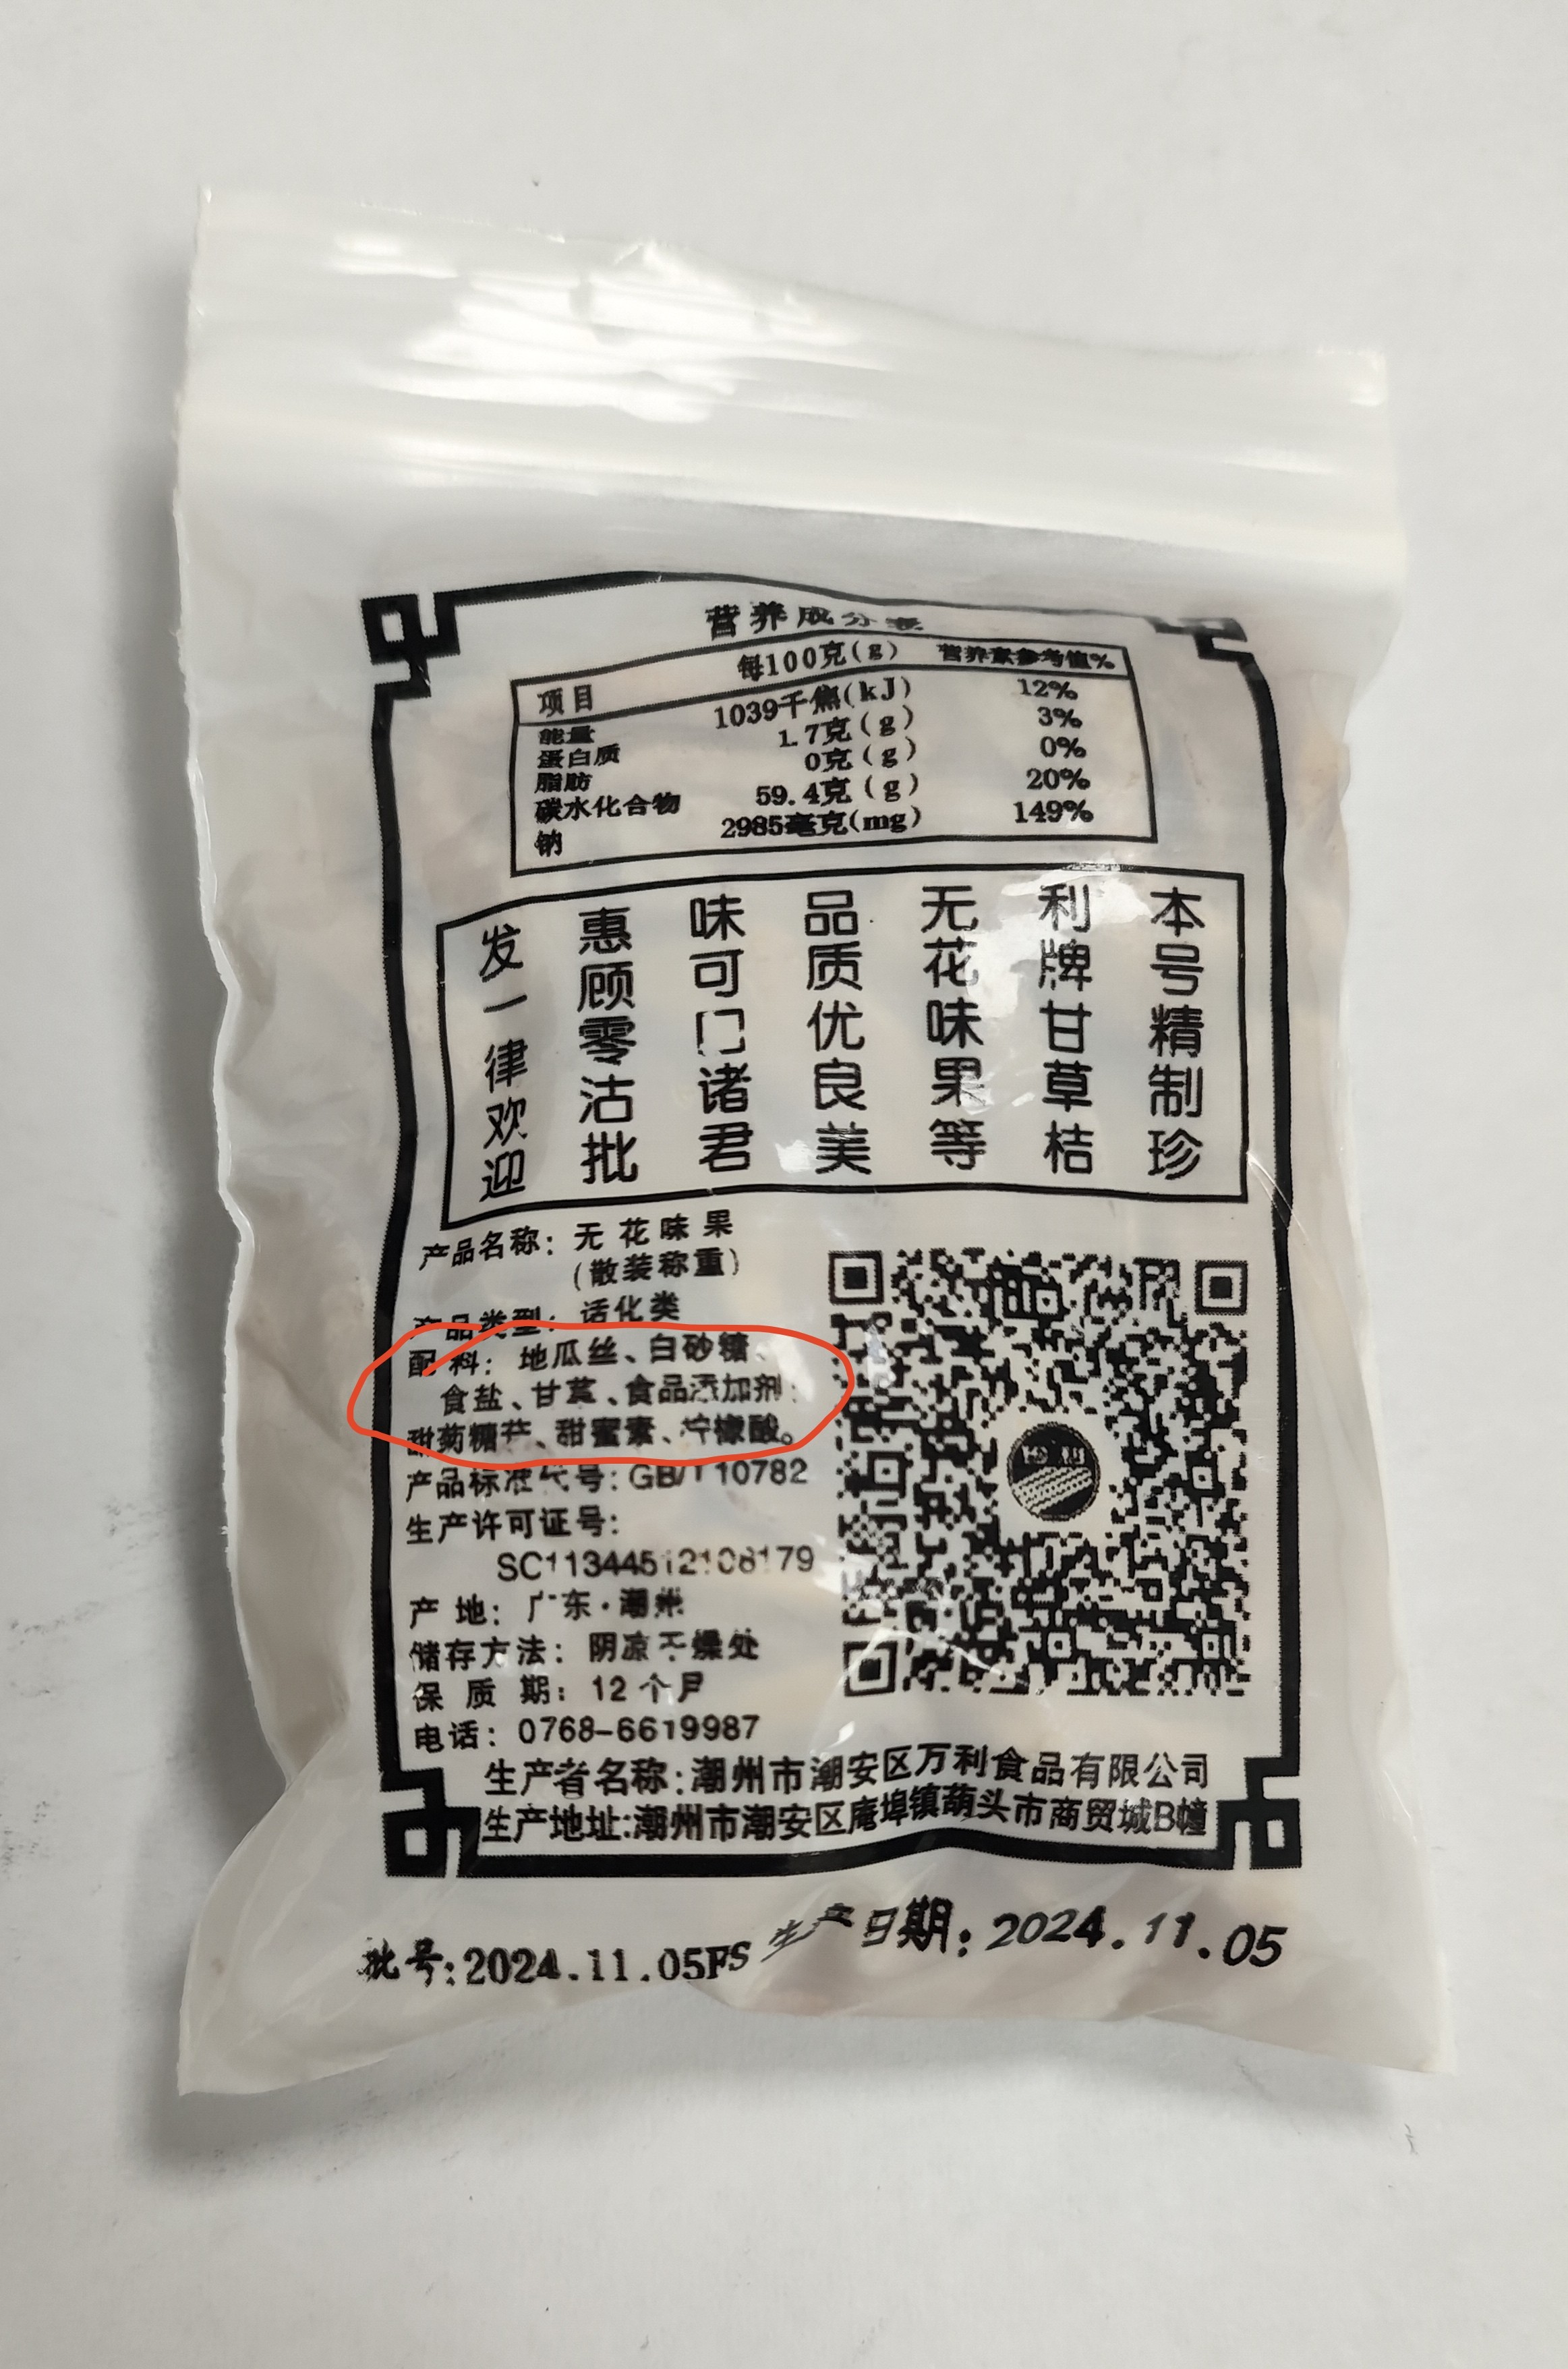 营养成分表
项目 每100克(g) 营养素参考值%
能量 1039千焦(kJ) 12%
蛋白质 1.7克(g) 3%
脂肪 0克(g) 0%
碳水化合物 59.4克(g) 20%
钠 2985毫克(mg) 149%
本号精制珍
利牌甘草桔
无花味果等
品质优良美
味可口诸君
惠顾零沽批
发一律欢迎
产品名称：无花味果
(散装称重)
产品类型：话化类
配料：地瓜丝、白砂糖、
食盐、甘草、食品添加剂：
甜菊糖苷、甜蜜素、柠檬酸。
产品标准代号：GB/T 10782
生产许可证号：
SC11344512108179
产地：广东·潮州
储存方法：阴凉干燥处
保质期：12个月
电话：0768-6619987
生产者名称：潮州市潮安区万利食品有限公司
生产地址：潮州市潮安区庵埠镇葫头市商贸城B幢
批号:2024.11.05FS 生产日期:2024.11.05